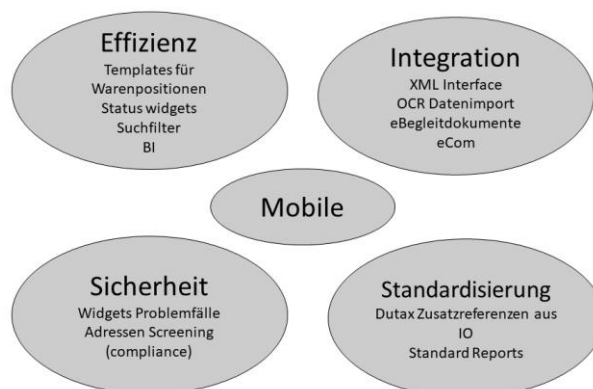 Effizienz
Templates für
Warenpositionen
Status widgets
Suchfilter
BI
Integration
XML Interface
OCR Datenimport
eBegleitdokumente
eCom
Mobile
Sicherheit
Widgets Problemfälle
Adressen Screening
(compliance)
Standardisierung
Dutax Zusatzreferenzen aus
IO
Standard Reports